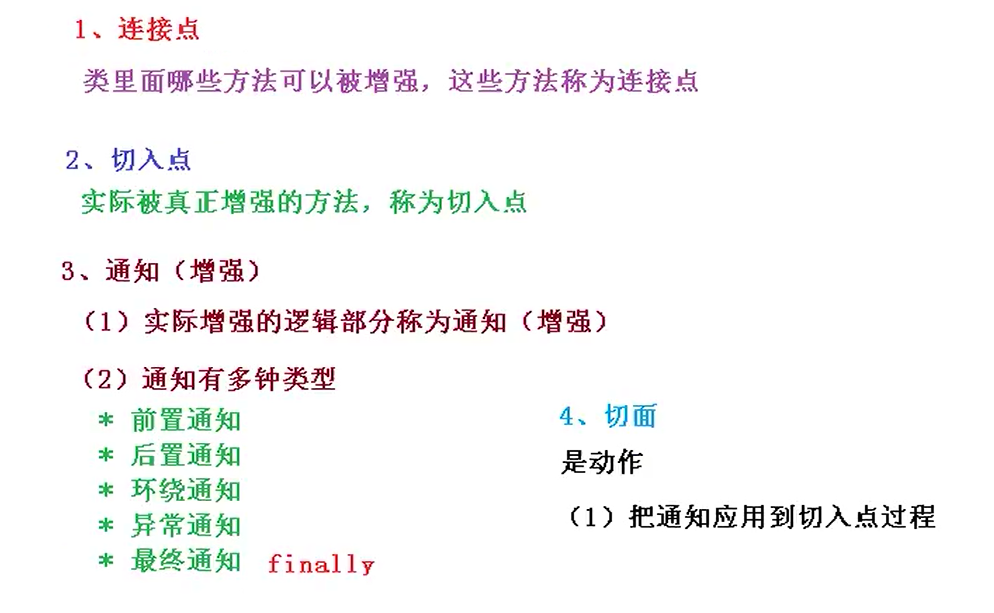 1、连接点
类里面哪些方法可以被增强，这些方法称为连接点
2、切入点
实际被真正增强的方法，称为切入点
3、通知（增强）
（1）实际增强的逻辑部分称为通知（增强）
（2）通知有多钟类型
* 前置通知
* 后置通知
* 环绕通知
* 异常通知
* 最终通知 finally
4、切面
是动作
（1）把通知应用到切入点过程